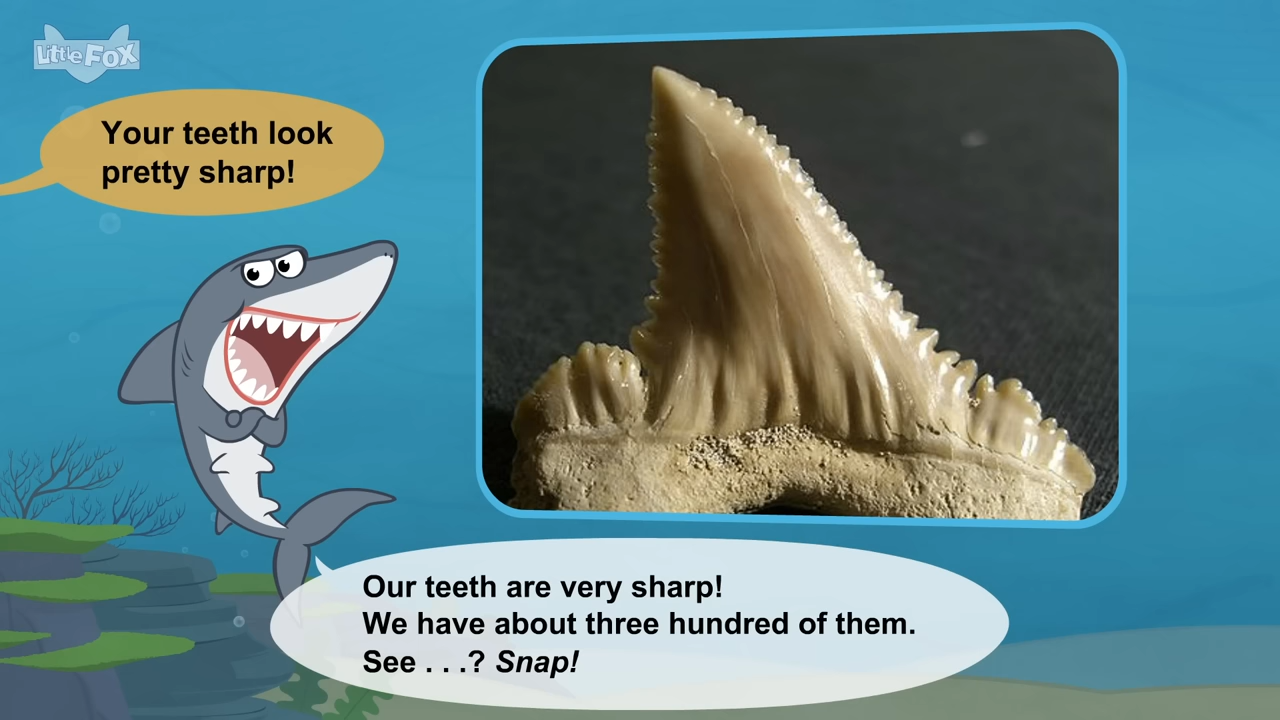 Little Fox
Your teeth look
pretty sharp!
Our teeth are very sharp!
We have about three hundred of them.
See . . .? Snap!